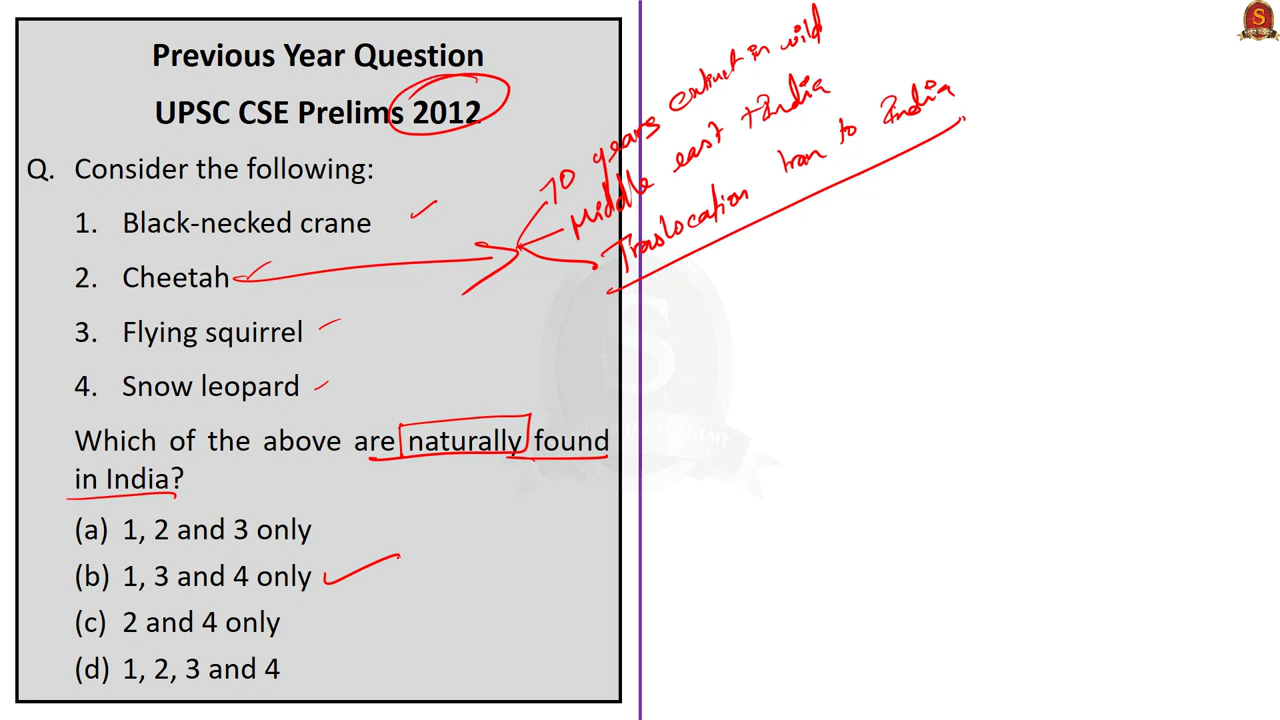 Previous Year Question
UPSC CSE Prelims 2012
Q. Consider the following:
1. Black-necked crane
2. Cheetah
3. Flying squirrel
4. Snow leopard
Which of the above are naturally found
in India?
(a) 1, 2 and 3 only
(b) 1, 3 and 4 only
(c) 2 and 4 only
(d) 1, 2, 3 and 4
70 years extinct in wild
Middle east + India
Traslocation Iran to India
S
ACADEMY